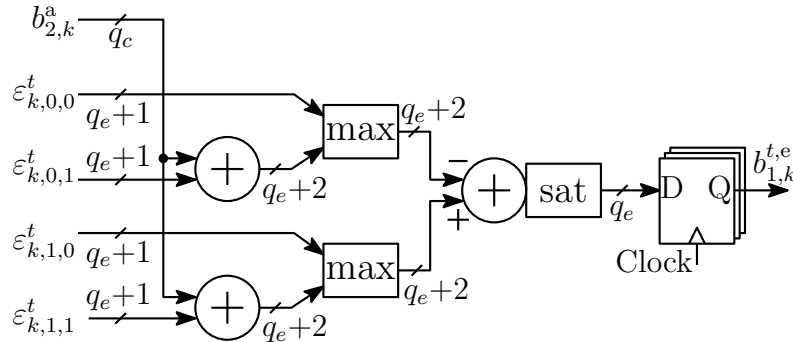 b^a_{2,k}
q_c
ε^t_{k,0,0}
q_e+1
q_e+2
max
q_e+1
ε^t_{k,0,1}
+
q_e+2
−
b^{t,e}_{1,k}
+
sat
D Q
q_e
+
ε^t_{k,1,0}
q_e+1
max
Clock
q_e+1
q_e+2
ε^t_{k,1,1}
+
q_e+2